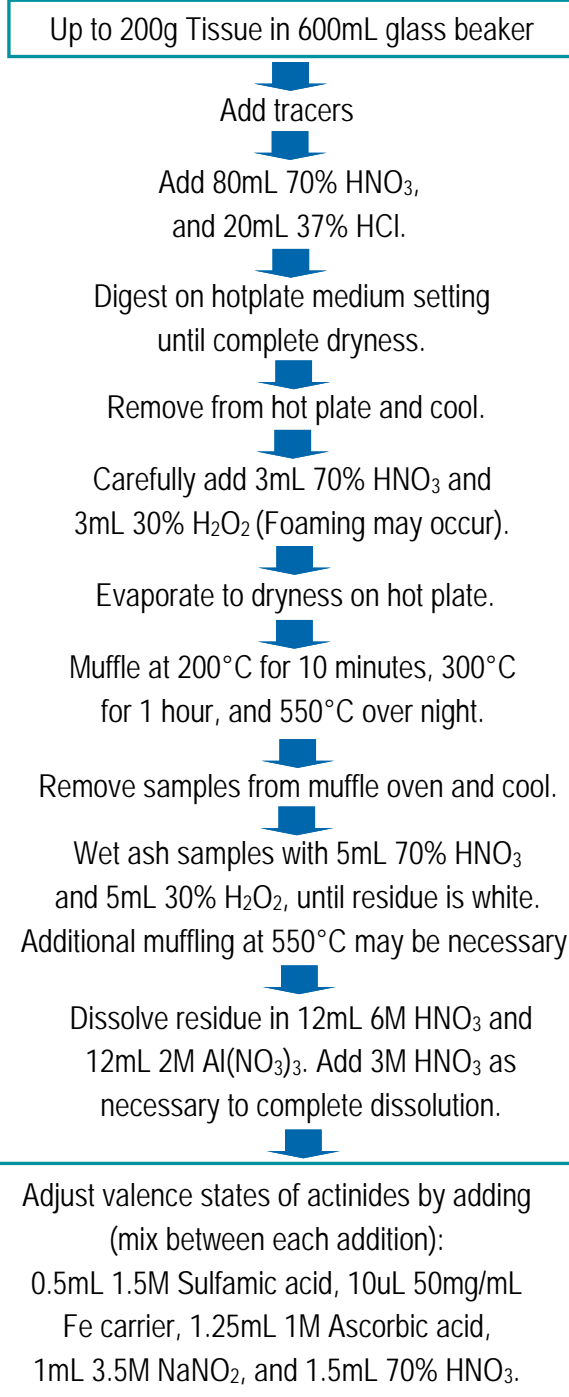 Up to 200g Tissue in 600mL glass beaker
Add tracers
Add 80mL 70% HNO₃,
and 20mL 37% HCl.
Digest on hotplate medium setting
until complete dryness.
Remove from hot plate and cool.
Carefully add 3mL 70% HNO₃ and
3mL 30% H₂O₂ (Foaming may occur).
Evaporate to dryness on hot plate.
Muffle at 200°C for 10 minutes, 300°C
for 1 hour, and 550°C over night.
Remove samples from muffle oven and cool.
Wet ash samples with 5mL 70% HNO₃
and 5mL 30% H₂O₂, until residue is white.
Additional muffling at 550°C may be necessary
Dissolve residue in 12mL 6M HNO₃ and
12mL 2M Al(NO₃)₃. Add 3M HNO₃ as
necessary to complete dissolution.
Adjust valence states of actinides by adding
(mix between each addition):
0.5mL 1.5M Sulfamic acid, 10uL 50mg/mL
Fe carrier, 1.25mL 1M Ascorbic acid,
1mL 3.5M NaNO₂, and 1.5mL 70% HNO₃.